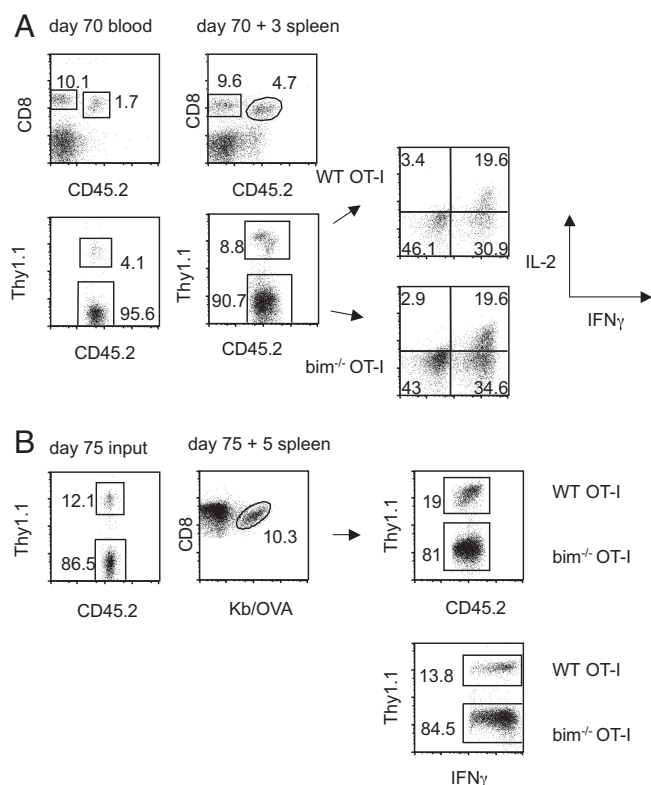 A
day 70 blood
day 70 + 3 spleen
10.1
1.7
CD8
CD45.2
9.6
4.7
CD8
CD45.2
Thy1.1
4.1
95.6
CD45.2
Thy1.1
8.8
90.7
CD45.2
WT OT-I
3.4
19.6
46.1
30.9
bim-/- OT-I
2.9
19.6
43
34.6
IL-2
IFNγ
B
day 75 input
day 75 + 5 spleen
Thy1.1
12.1
86.5
CD45.2
CD8
10.3
Kb/OVA
Thy1.1
19
81
CD45.2
WT OT-I
bim-/- OT-I
Thy1.1
13.8
84.5
IFNγ
WT OT-I
bim-/- OT-I